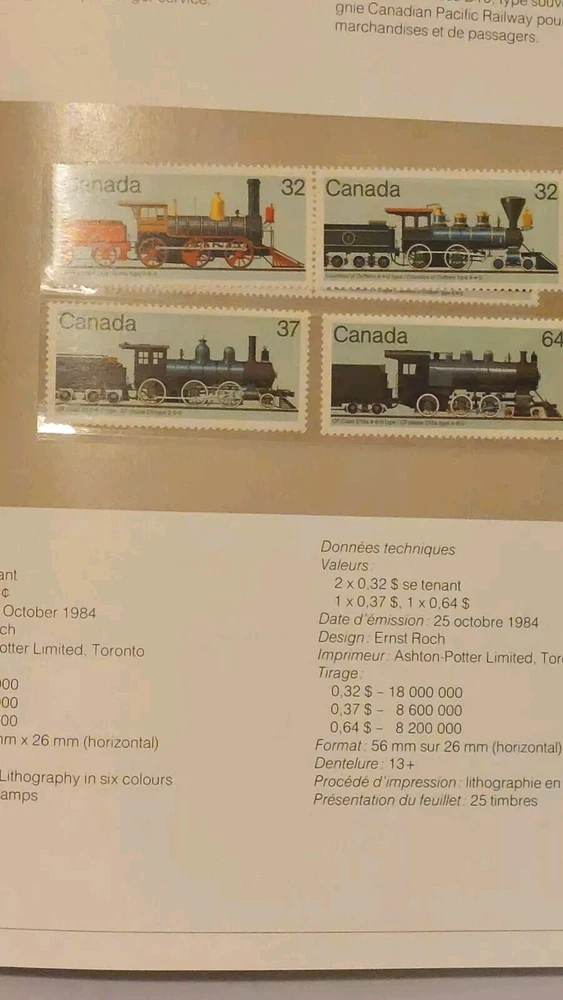 gnie Canadian Pacific Railway pou
marchandises et de passagers.
Canada 32
Canada 32
Canada 37
Canada 64
ant
¢
October 1984
ch
otter Limited, Toronto
00
000
00
nm x 26 mm (horizontal)
Lithography in six colours
amps
Données techniques
Valeurs:
2 x 0,32 $ se tenant
1 x 0,37 $, 1 x 0,64 $
Date d'émission: 25 octobre 1984
Design: Ernst Roch
Imprimeur: Ashton-Potter Limited, Tor
Tirage:
0,32 $ – 18 000 000
0,37 $ – 8 600 000
0,64 $ – 8 200 000
Format: 56 mm sur 26 mm (horizontal)
Dentelure: 13+
Procédé d'impression: lithographie en
Présentation du feuillet: 25 timbres